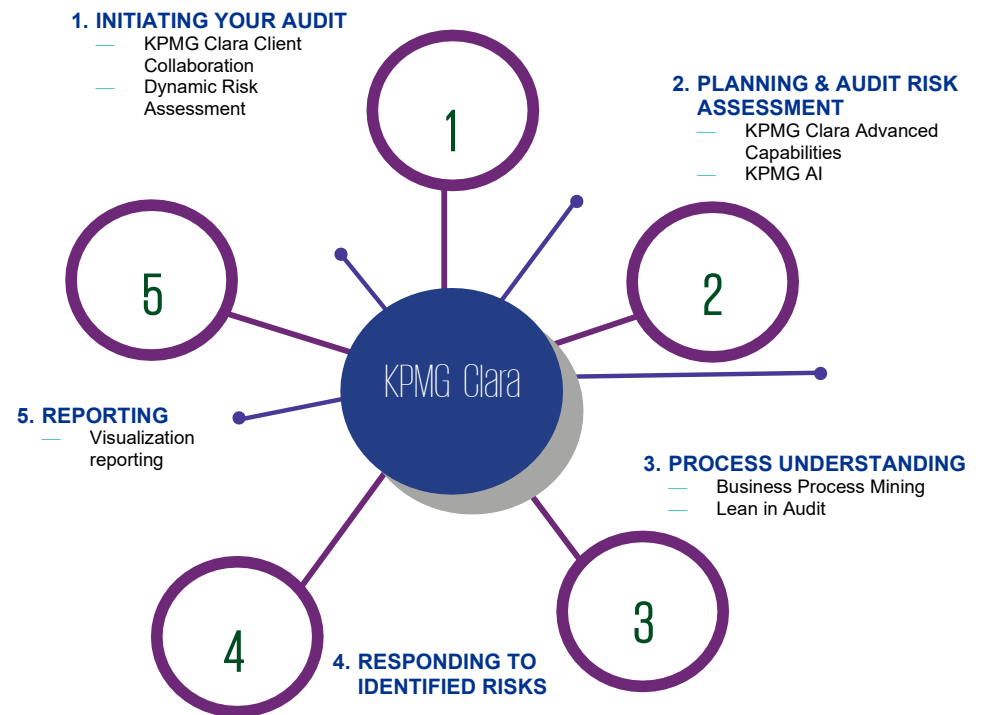 1. INITIATING YOUR AUDIT
— KPMG Clara Client
Collaboration
— Dynamic Risk
Assessment
1
2. PLANNING & AUDIT RISK
ASSESSMENT
— KPMG Clara Advanced
Capabilities
— KPMG AI
5
2
KPMG Clara
5. REPORTING
— Visualization
reporting
3. PROCESS UNDERSTANDING
— Business Process Mining
— Lean in Audit
4
3
4. RESPONDING TO
IDENTIFIED RISKS